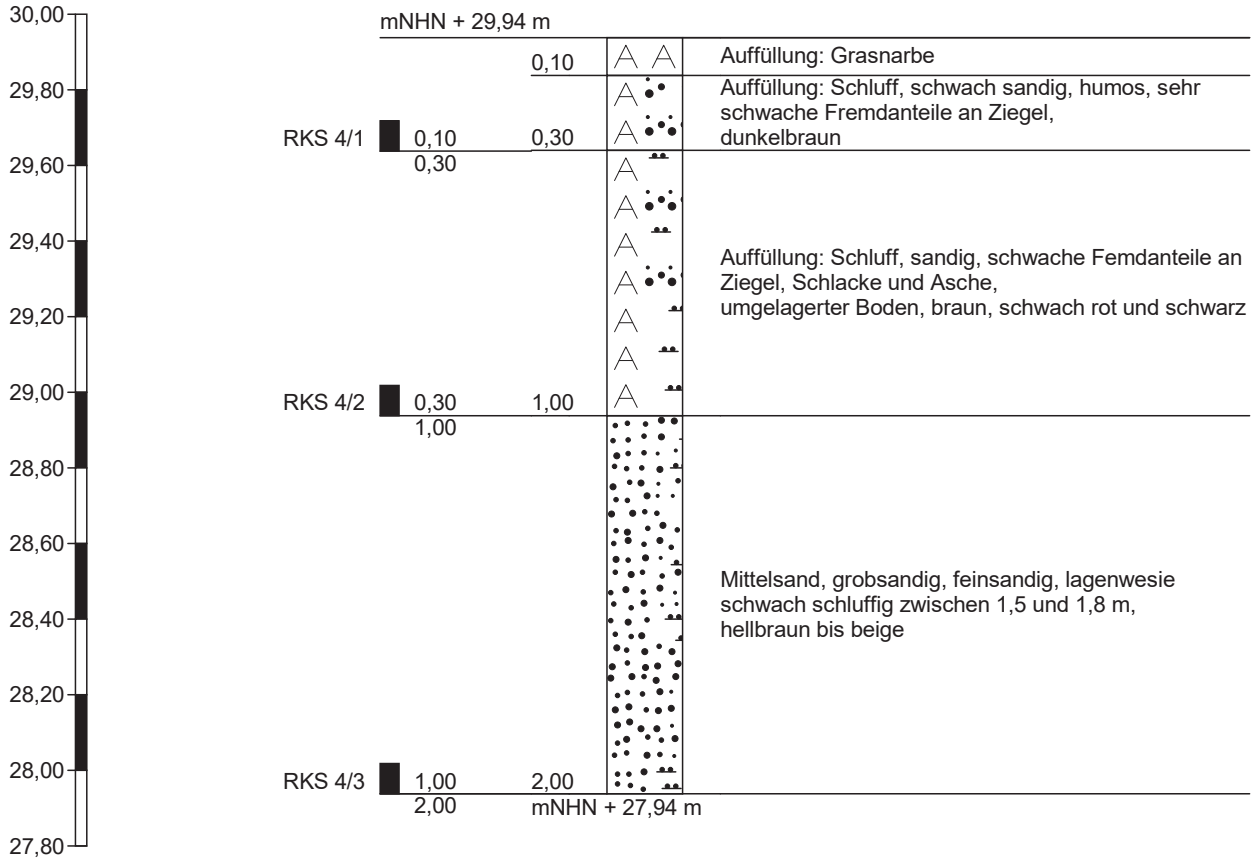 30,00
mNHN + 29,94 m
0,10
Auffüllung: Grasnarbe
29,80
Auffüllung: Schluff, schwach sandig, humos, sehr
schwache Fremdanteile an Ziegel,
dunkelbraun
RKS 4/1
0,10
0,30
0,30
29,60
29,40
Auffüllung: Schluff, sandig, schwache Femdanteile an
Ziegel, Schlacke und Asche,
umgelagerter Boden, braun, schwach rot und schwarz
29,20
29,00
RKS 4/2
0,30
1,00
1,00
28,80
28,60
Mittelsand, grobsandig, feinsandig, lagenwesie
schwach schluffig zwischen 1,5 und 1,8 m,
hellbraun bis beige
28,40
28,20
28,00
RKS 4/3
1,00
2,00
2,00
mNHN + 27,94 m
27,80